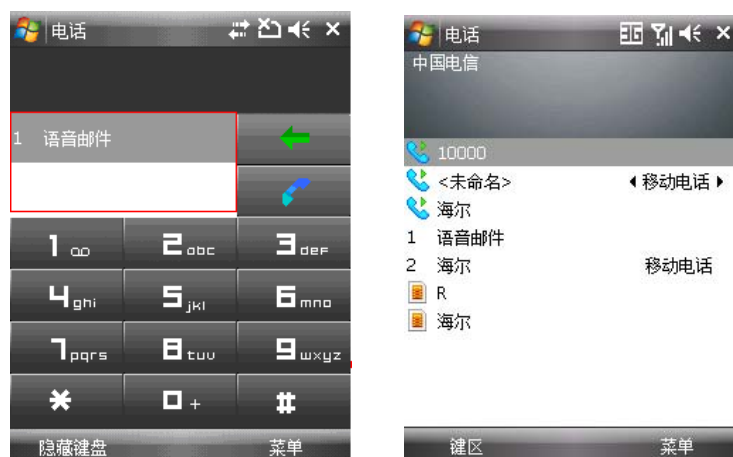 电话
1 语音邮件
1
2 abc
3 def
4 ghi
5 jkl
6 mno
7 pqrs
8 tuv
9 wxyz
* 0 + #
隐藏键盘 菜单
电话 3G
中国电信
10000
<未命名> 移动电话
海尔
1 语音邮件
2 海尔 移动电话
R
海尔
键区 菜单